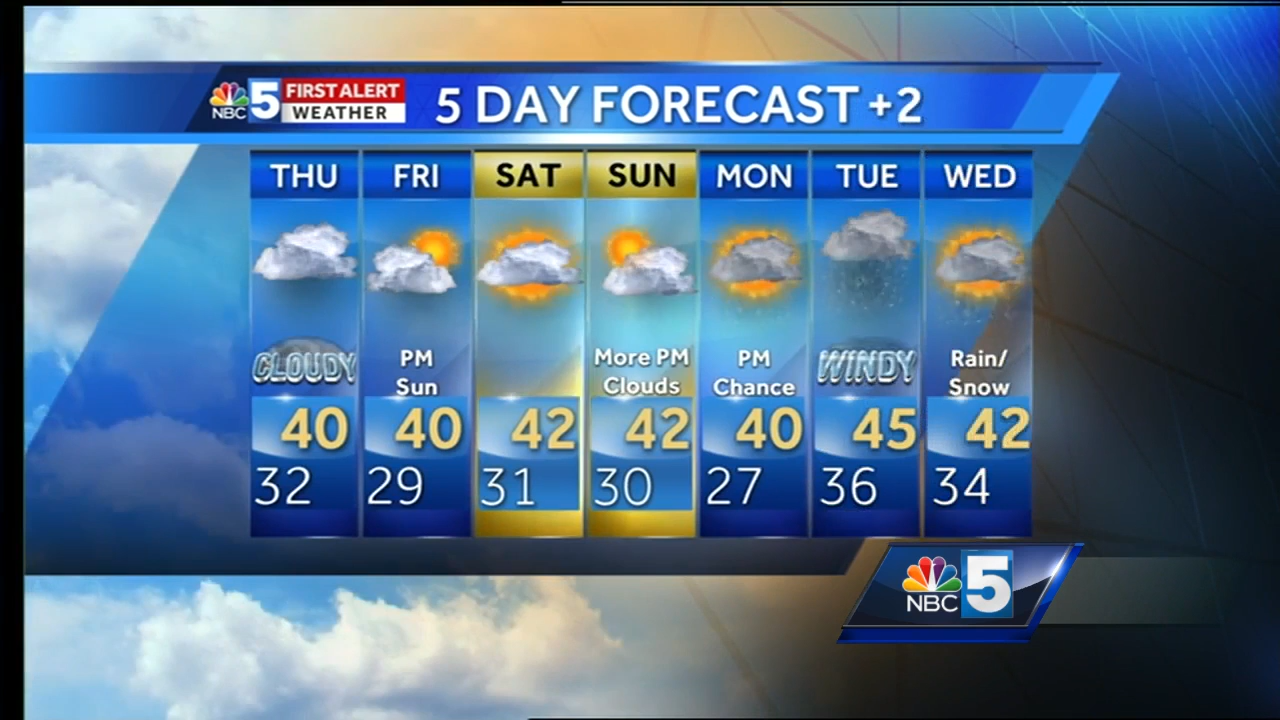 NBC 5 FIRST ALERT WEATHER 5 DAY FORECAST +2
THU FRI SAT SUN MON TUE WED
CLOUDY PM Sun More PM Clouds PM Chance WINDY Rain/ Snow
40 40 42 42 40 45 42
32 29 31 30 27 36 34
NBC 5